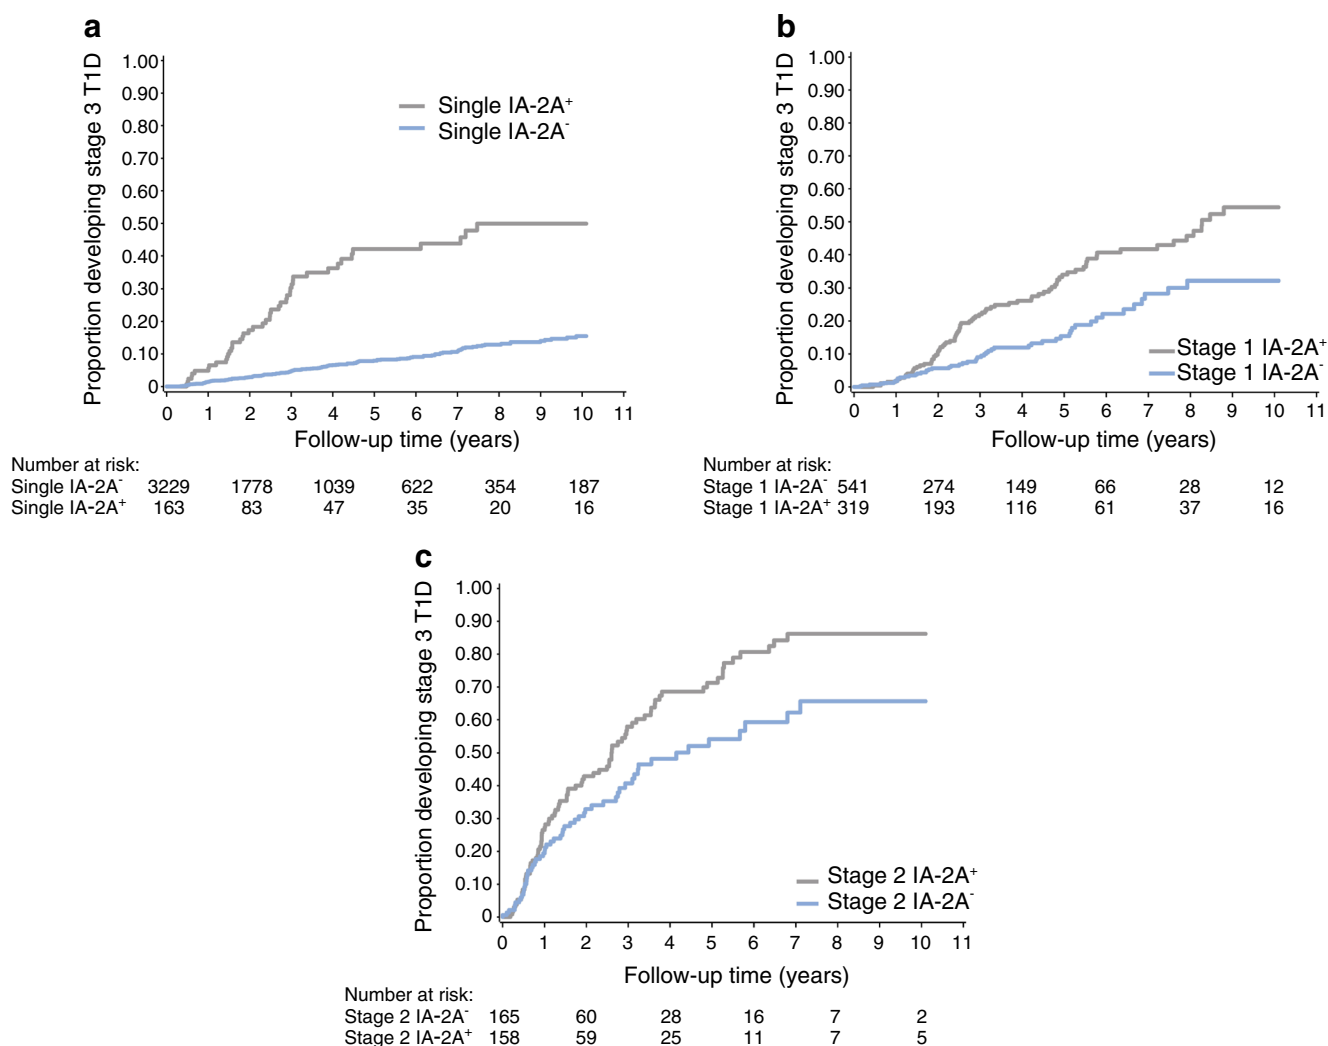 a
Proportion developing stage 3 T1D
1.00
0.90
0.80
0.70
0.60
0.50
0.40
0.30
0.20
0.10
0
Single IA-2A⁺
Single IA-2A⁻
0 1 2 3 4 5 6 7 8 9 10 11
Follow-up time (years)
Number at risk:
Single IA-2A⁻ 3229 1778 1039 622 354 187
Single IA-2A⁺ 163 83 47 35 20 16
b
Proportion developing stage 3 T1D
1.00
0.90
0.80
0.70
0.60
0.50
0.40
0.30
0.20
0.10
0
Stage 1 IA-2A⁺
Stage 1 IA-2A⁻
0 1 2 3 4 5 6 7 8 9 10 11
Follow-up time (years)
Number at risk:
Stage 1 IA-2A⁻ 541 274 149 66 28 12
Stage 1 IA-2A⁺ 319 193 116 61 37 16
c
Proportion developing stage 3 T1D
1.00
0.90
0.80
0.70
0.60
0.50
0.40
0.30
0.20
0.10
0
Stage 2 IA-2A⁺
Stage 2 IA-2A⁻
0 1 2 3 4 5 6 7 8 9 10 11
Follow-up time (years)
Number at risk:
Stage 2 IA-2A⁻ 165 60 28 16 7 2
Stage 2 IA-2A⁺ 158 59 25 11 7 5